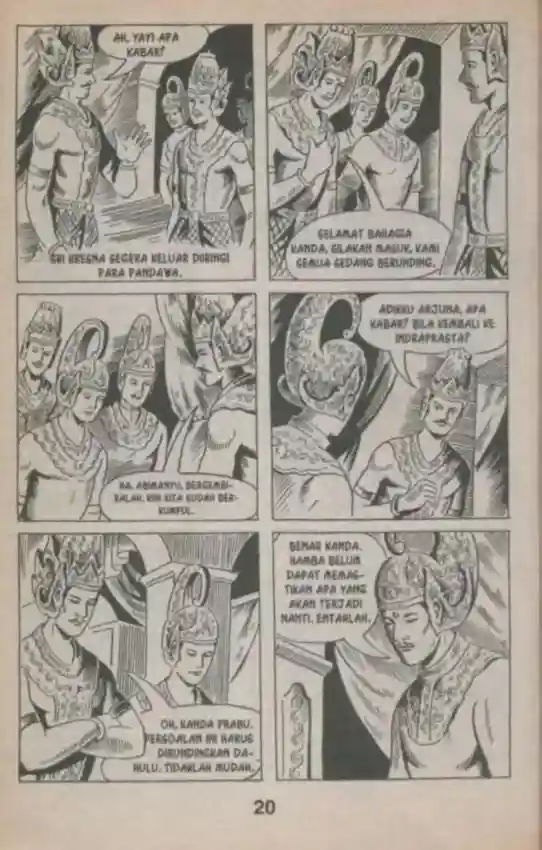 AH, YAYI APA
KABAR?
SRI KRESNA SEGERA KELUAR DIIRINGI
PARA PANDAWA.
SELAMAT BAHAGIA
KANDA, SILAKAN MASUK, KAMI
SEMUA SEDANG BERUNDING.
HA, ABIMANYU, BERGEMBI-
RALAH. KINI KITA SUDAH BER-
KUMPUL.
ADIKKU ARJUNA, APA
KABAR? BILA KEMBALI KE
INDRAPRASTA?
OH, KANDA PRABU.
PERSOALAN INI HARUS
DIRUNDINGKAN DA-
HULU. TIDAKLAH MUDAH.
BENAR KANDA.
HAMBA BELUM
DAPAT MEMAS-
TIKAN APA YANG
AKAN TERJADI
NANTI. ENTAHLAH.
20